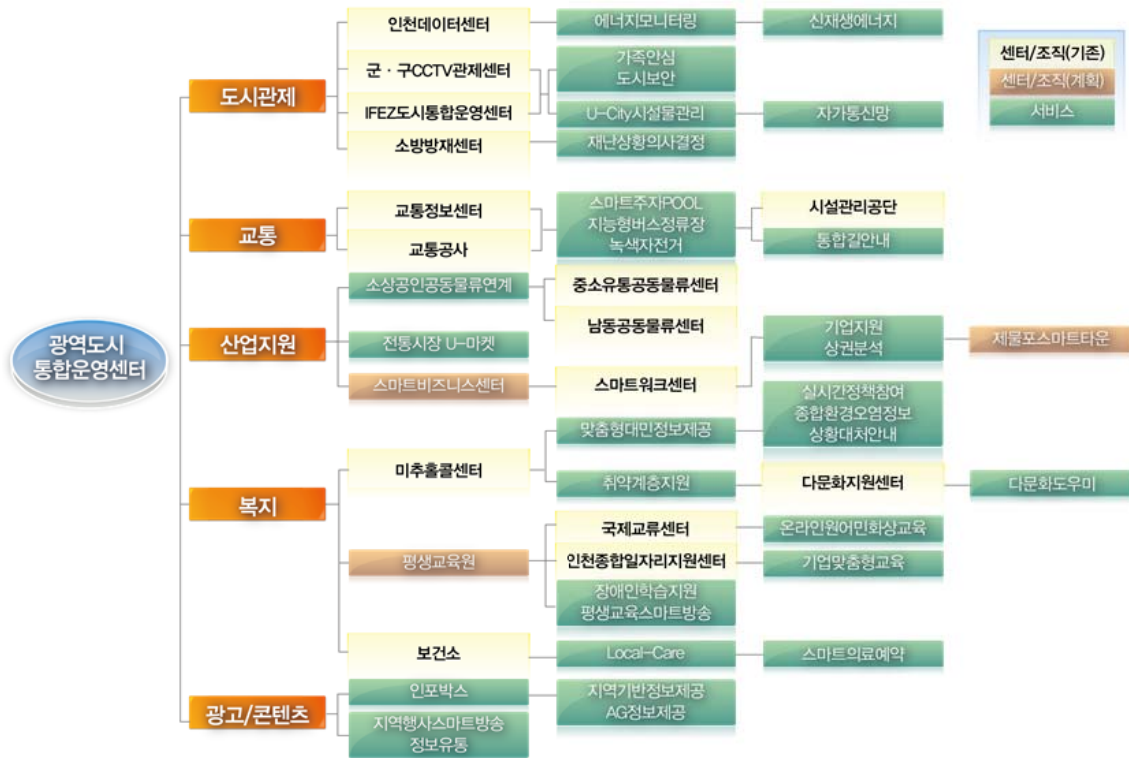 광역도시
통합운영센터
도시관제
인천데이터센터
에너지모니터링
신재생에너지
군 · 구CCTV관제센터
가족안심
도시보안
IFEZ도시통합운영센터
U-City시설물관리
자가통신망
소방방재센터
재난상황의사결정
센터/조직(기존)
센터/조직(계획)
서비스
교통
교통정보센터
교통공사
스마트주차POOL
지능형버스정류장
녹색자전거
시설관리공단
통합길안내
산업지원
소상공인공동물류연계
중소유통공동물류센터
남동공동물류센터
전통시장 U-마켓
스마트비즈니스센터
스마트워크센터
기업지원
상권분석
제물포스마트타운
복지
미추홀콜센터
맞춤형대민정보제공
실시간정책참여
종합환경오염정보
상황대처안내
취약계층지원
다문화지원센터
다문화도우미
평생교육원
국제교류센터
온라인원어민화상교육
인천종합일자리지원센터
기업맞춤형교육
장애인학습지원
평생교육스마트방송
보건소
Local-Care
스마트의료예약
광고/콘텐츠
인포박스
지역기반정보제공
AG정보제공
지역행사스마트방송
정보유통